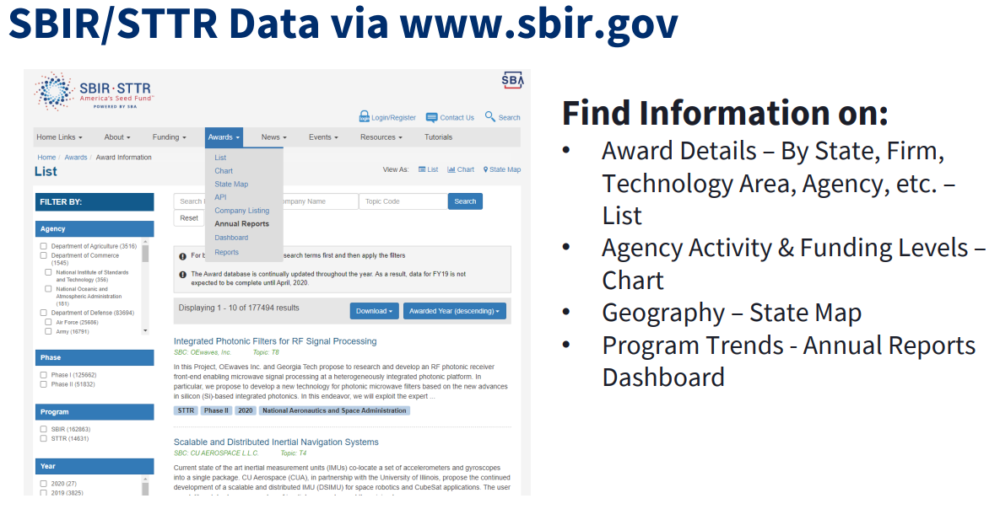 SBIR/STTR Data via www.sbir.gov
SBIR·STTR
America's Seed Fund™
POWERED BY SBA
SBA
Login/Register
Contact Us
Search
Home Links
About
Funding
Awards
News
Events
Resources
Tutorials
Home / Awards / Award Information
List
View As: List Chart State Map
List
Chart
State Map
API
Company Listing
Annual Reports
Dashboard
Reports
FILTER BY:
Agency
Department of Agriculture (3516)
Department of Commerce
(1545)
National Institute of Standards
and Technology (356)
National Oceanic and
Atmospheric Administration
(181)
Department of Defense (83694)
Air Force (25686)
Army (16791)
Phase
Phase I (125662)
Phase II (51832)
Program
SBIR (162863)
STTR (14631)
Year
2020 (27)
2019 (3825)
Search
Name
Topic Code
Search
Reset
For search terms first and then apply the filters
The Award database is continually updated throughout the year. As a result, data for FY19 is not
expected to be complete until April, 2020.
Displaying 1 - 10 of 177494 results
Download
Awarded Year (descending)
Integrated Photonic Filters for RF Signal Processing
SBC: OEwaves, Inc. Topic: T8
In this Project, OEwaves Inc. and Georgia Tech propose to research and develop an RF photonic receiver
front-end enabling microwave signal processing at a heterogeneously integrated photonic platform. In
particular, we propose to develop a new technology for photonic microwave filters based on the new advances
in silicon (Si)-based integrated photonics. In this endeavor, we will exploit the expert ...
STTR Phase II 2020 National Aeronautics and Space Administration
Scalable and Distributed Inertial Navigation Systems
SBC: CU AEROSPACE L.L.C. Topic: T4
Current state of the art inertial measurement units (IMUs) co-locate a set of accelerometers and gyroscopes
into a single package. CU Aerospace (CUA), in partnership with the University of Illinois, propose the continued
development of a scalable and distributed IMU (DSIMU) for space robotics and CubeSat applications. The user
Find Information on:
• Award Details – By State, Firm,
Technology Area, Agency, etc. –
List
• Agency Activity & Funding Levels –
Chart
• Geography – State Map
• Program Trends - Annual Reports
Dashboard